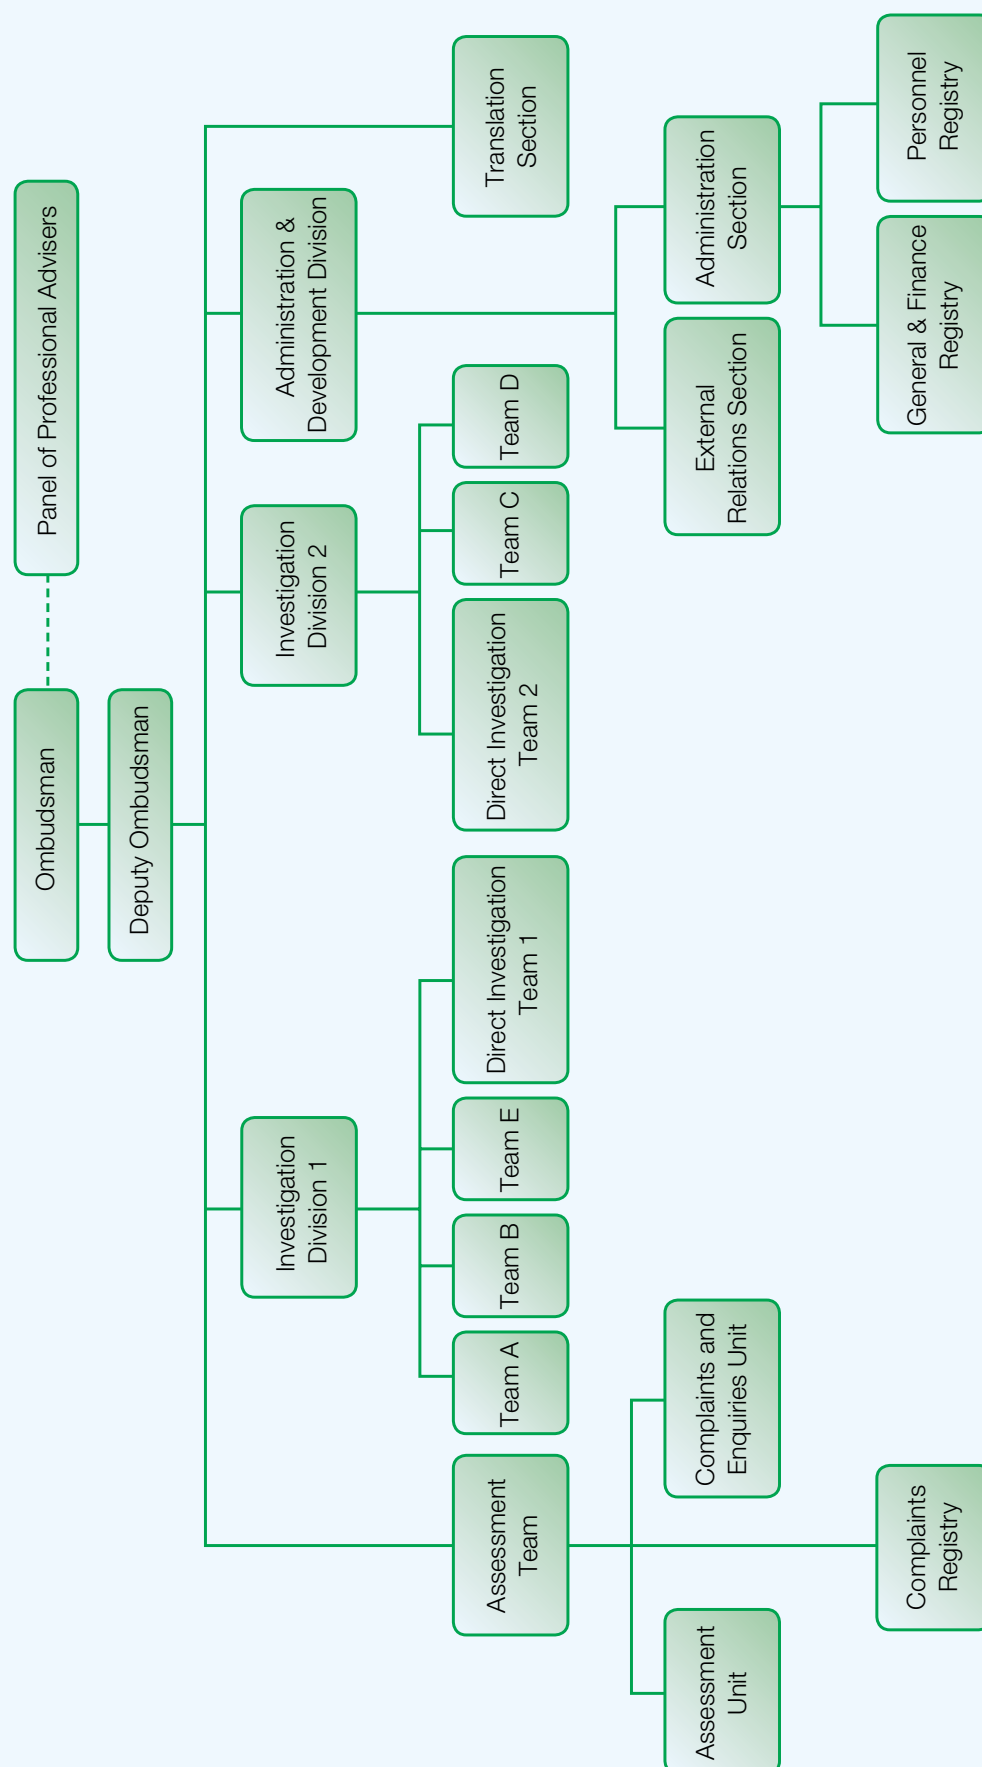 Ombudsman
Panel of Professional Advisers
Deputy Ombudsman
Investigation
Division 1
Investigation
Division 2
Administration &
Development Division
Assessment
Team
Team A
Team B
Team E
Direct Investigation
Team 1
Direct Investigation
Team 2
Team C
Team D
Translation
Section
Assessment
Unit
Complaints and
Enquiries Unit
External
Relations Section
Administration
Section
Complaints
Registry
General & Finance
Registry
Personnel
Registry